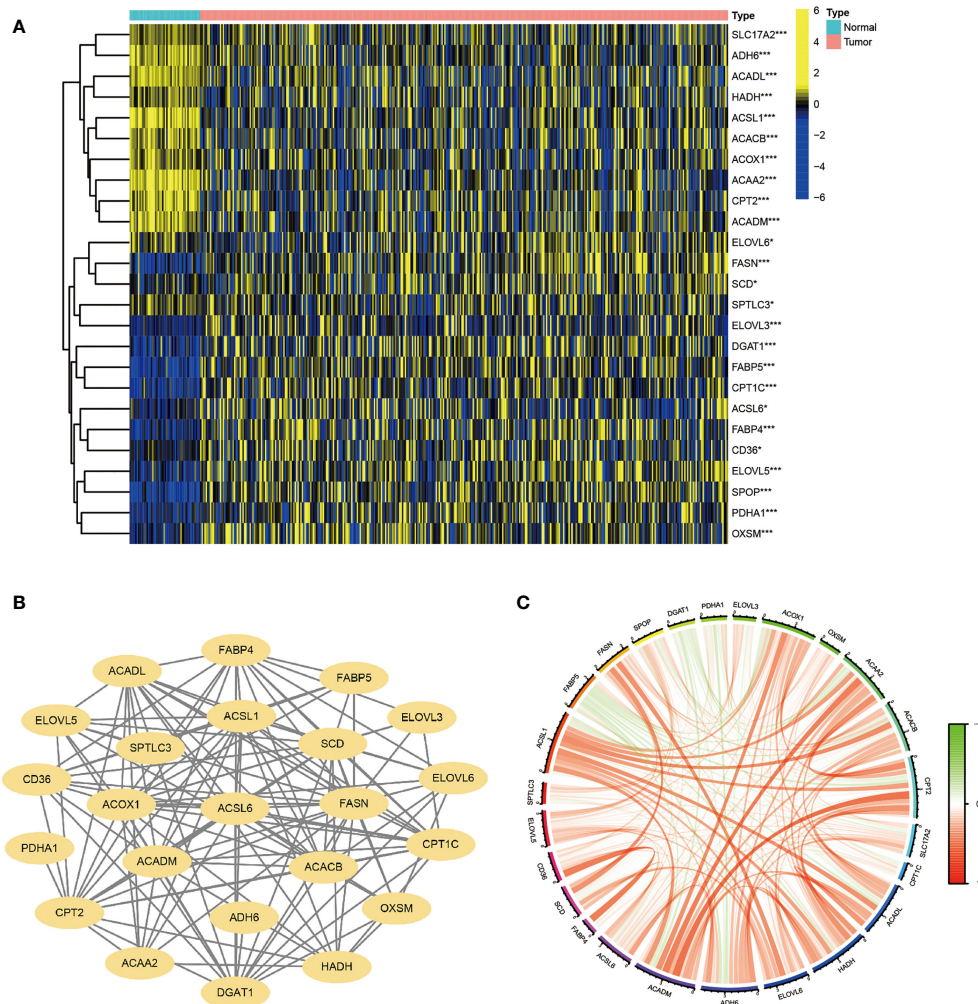 A
Type
SLC17A2***
ADH6***
ACADL***
HADH***
ACSL1***
ACACB***
ACOX1***
ACAA2***
CPT2***
ACADM***
ELOVL6*
FASN***
SCD*
SPTLC3*
ELOVL3***
DGAT1***
FABP5***
CPT1C***
ACSL6*
FABP4***
CD36*
ELOVL5***
SPOP***
PDHA1***
OXSM***
6
4
2
0
−2
−4
−6
Type
Normal
Tumor
B
FABP4
ACADL
FABP5
ELOVL5
ACSL1
ELOVL3
SPTLC3
SCD
CD36
ELOVL6
ACOX1
ACSL6
FASN
PDHA1
CPT1C
ACADM
ACACB
CPT2
ADH6
OXSM
ACAA2
HADH
DGAT1
C
ELOVL3
PDHA1
DGAT1
SPOP
FASN
FABP5
ACSL1
SPTLC3
ELOVL5
CD36
SCD
FABP4
ACSL6
ACADM
ADH6
ELOVL6
HADH
ACADL
CPT1C
SLC17A2
CPT2
ACACB
ACAA2
OXSM
ACOX1